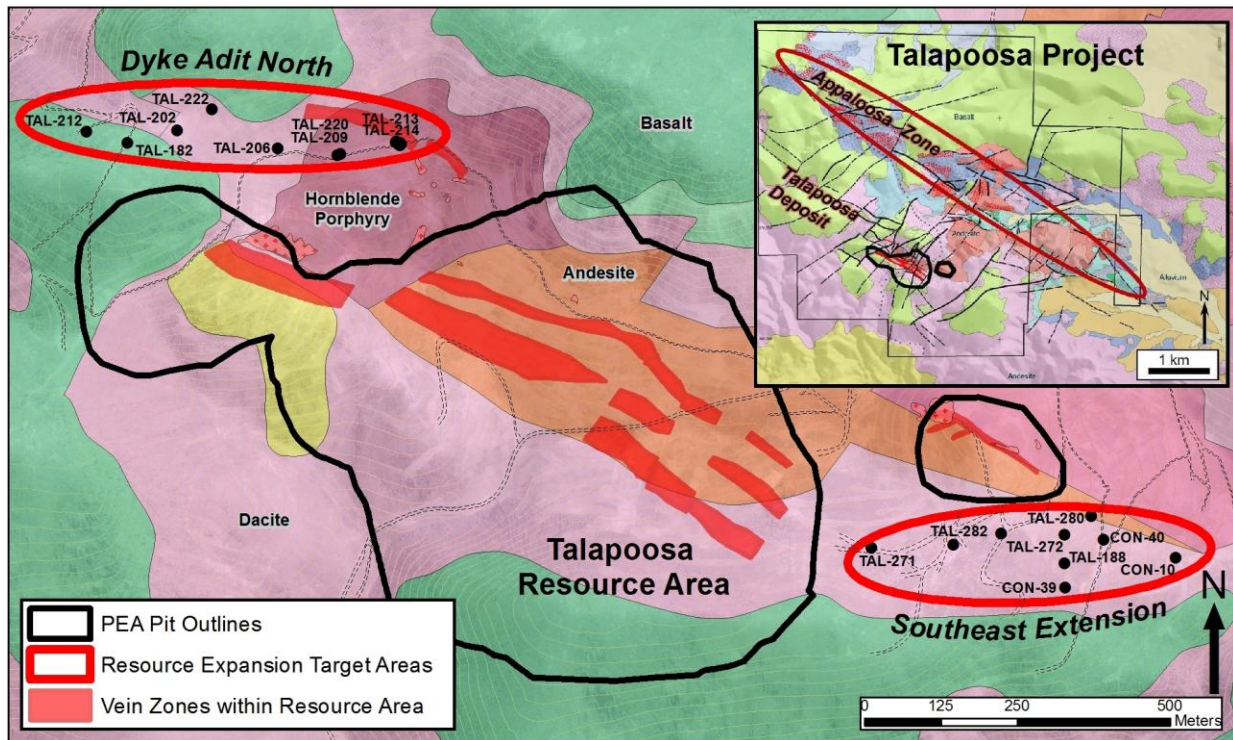 Dyke Adit North
TAL-222
TAL-212
TAL-202
TAL-182
TAL-206
TAL-220
TAL-209
TAL-213
TAL-214
Hornblende
Porphyry
Basalt
Andesite
Dacite
Talapoosa
Resource Area
TAL-280
TAL-282
TAL-272
CON-40
TAL-271
TAL-188
CON-10
CON-39
Southeast Extension
Talapoosa Project
Appaloosa Zone
Basalt
Talapoosa
Deposit
Andesite
Alluvium
Andesite
N
1 km
PEA Pit Outlines
Resource Expansion Target Areas
Vein Zones within Resource Area
N
0 125 250 500
Meters